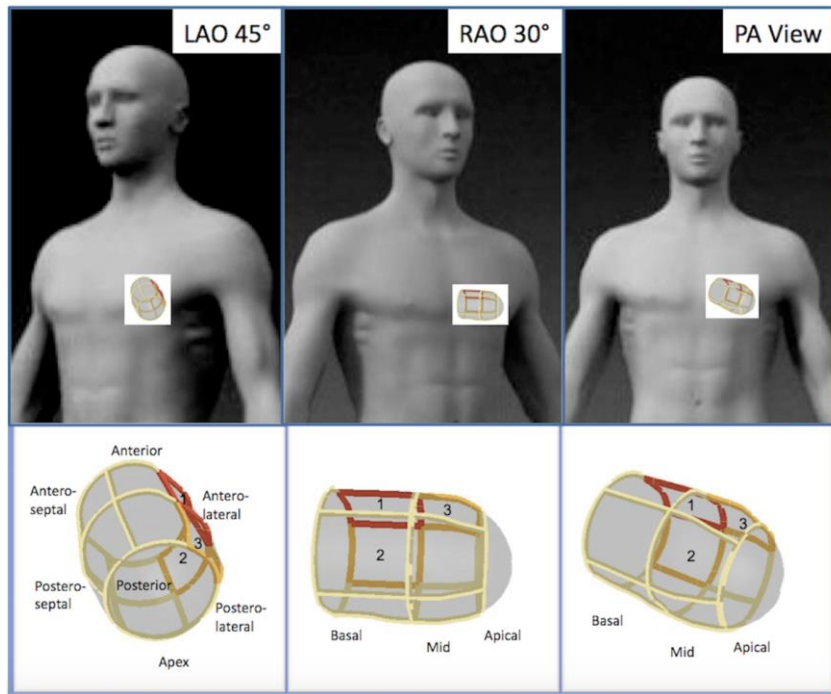 LAO 45°
RAO 30°
PA View
Anterior
Antero-
septal
Antero-
lateral
1
3
2
Postero-
septal
Posterior
Postero-
lateral
Apex
1
3
2
Basal
Mid
Apical
1
3
2
Basal
Mid
Apical